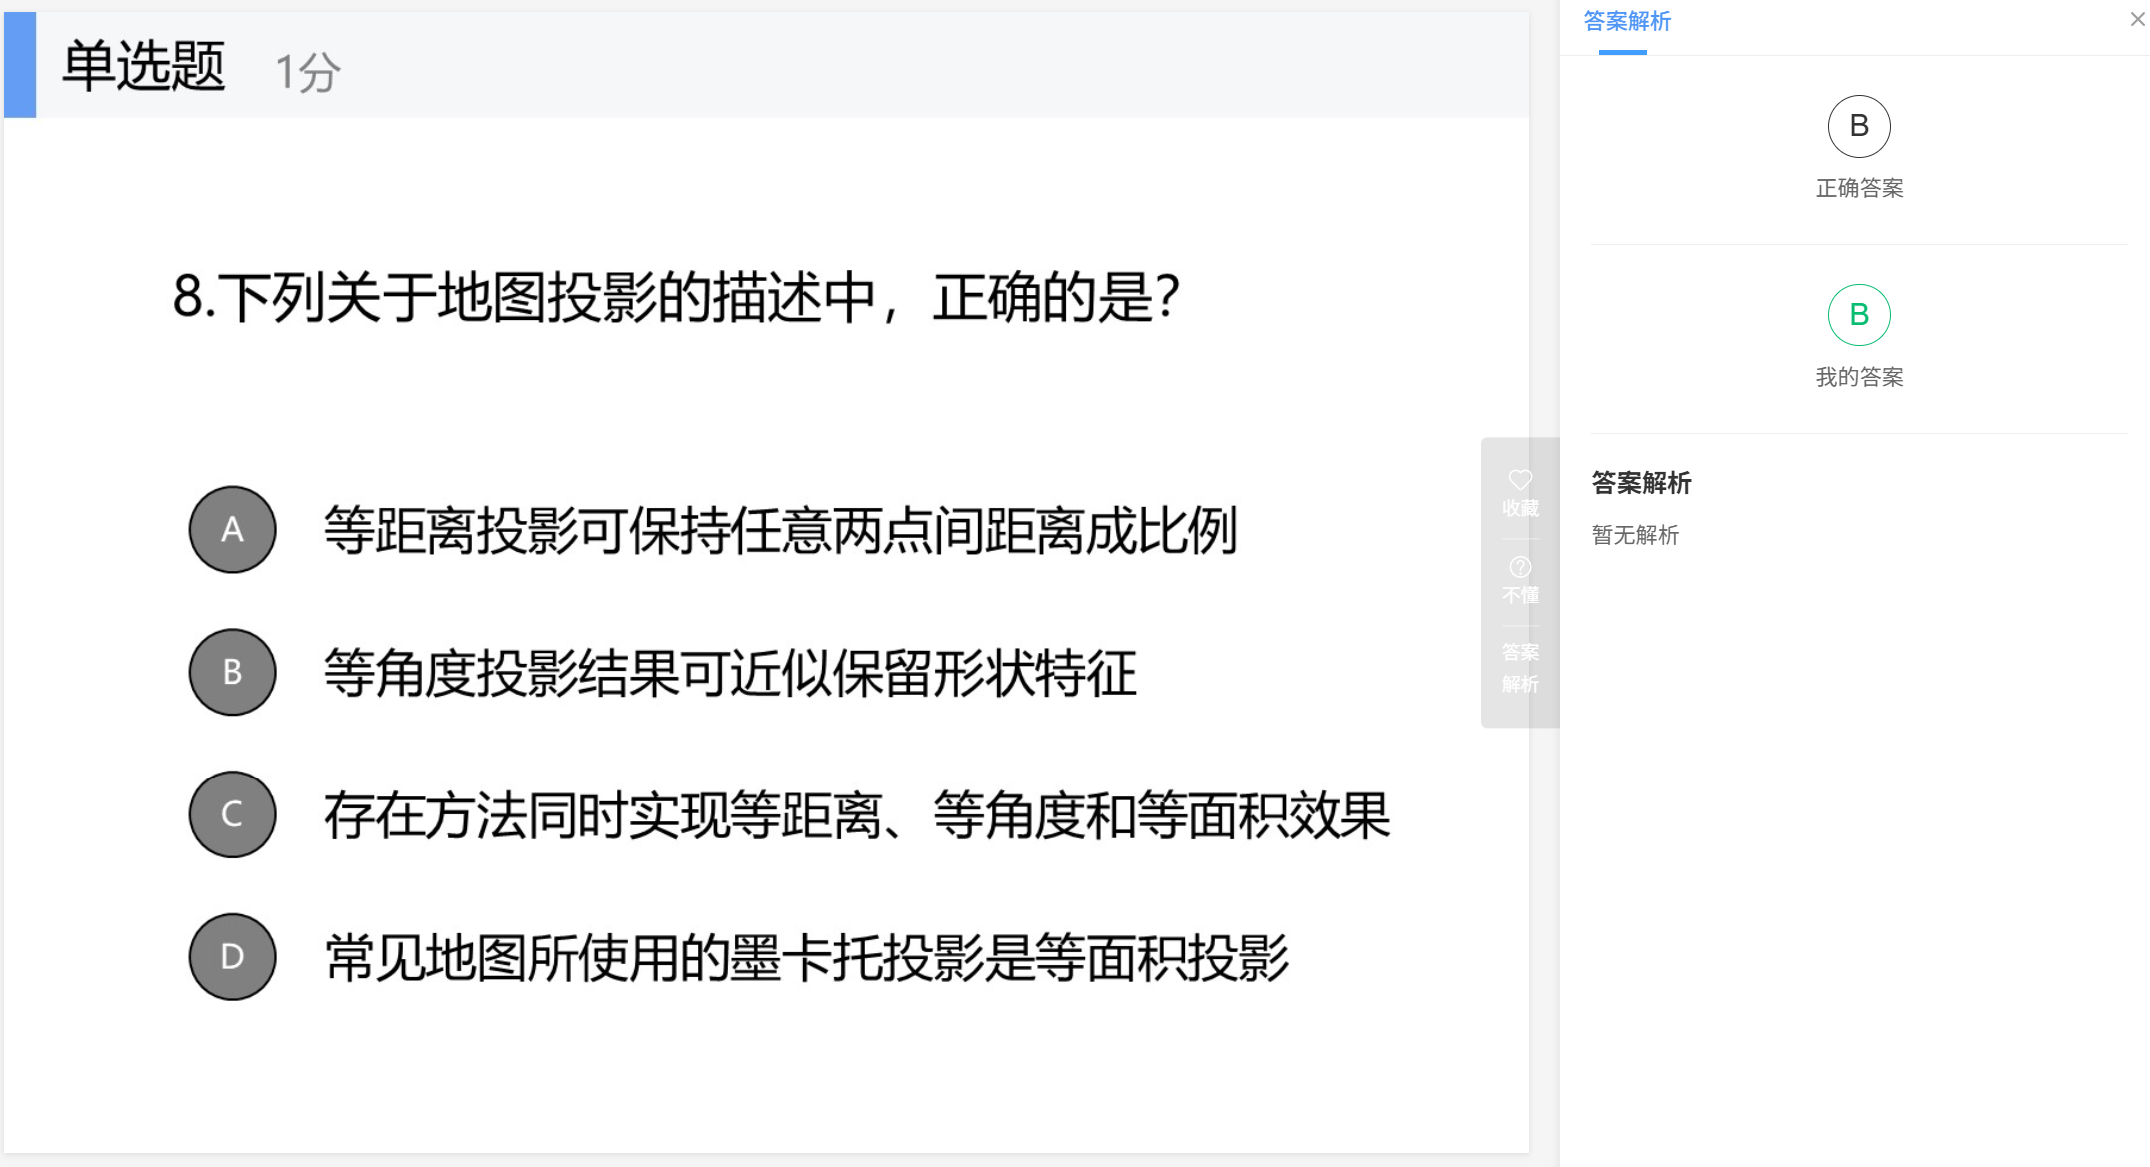 单选题 1分
8.下列关于地图投影的描述中，正确的是？
A 等距离投影可保持任意两点间距离成比例
B 等角度投影结果可近似保留形状特征
C 存在方法同时实现等距离、等角度和等面积效果
D 常见地图所使用的墨卡托投影是等面积投影
收藏
不懂
答案
解析
答案解析
B
正确答案
B
我的答案
答案解析
暂无解析